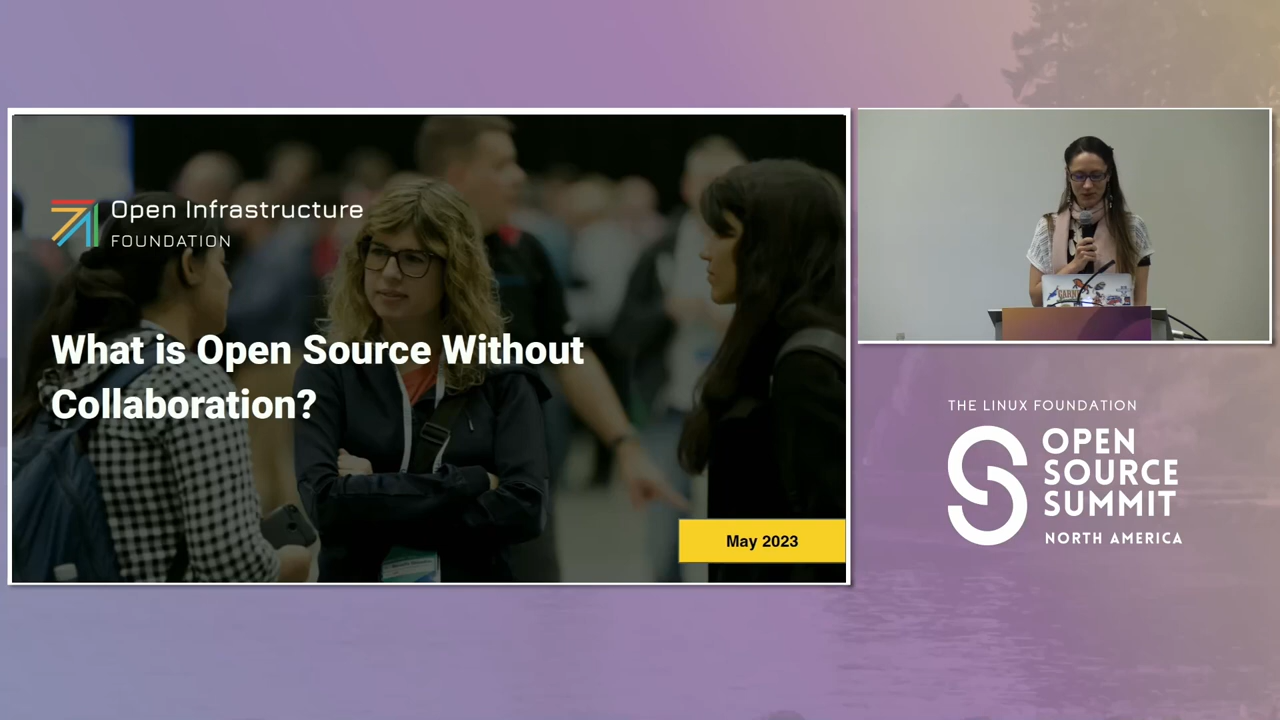 Open Infrastructure
FOUNDATION
What is Open Source Without
Collaboration?
May 2023
THE LINUX FOUNDATION
OPEN
SOURCE
SUMMIT
NORTH AMERICA